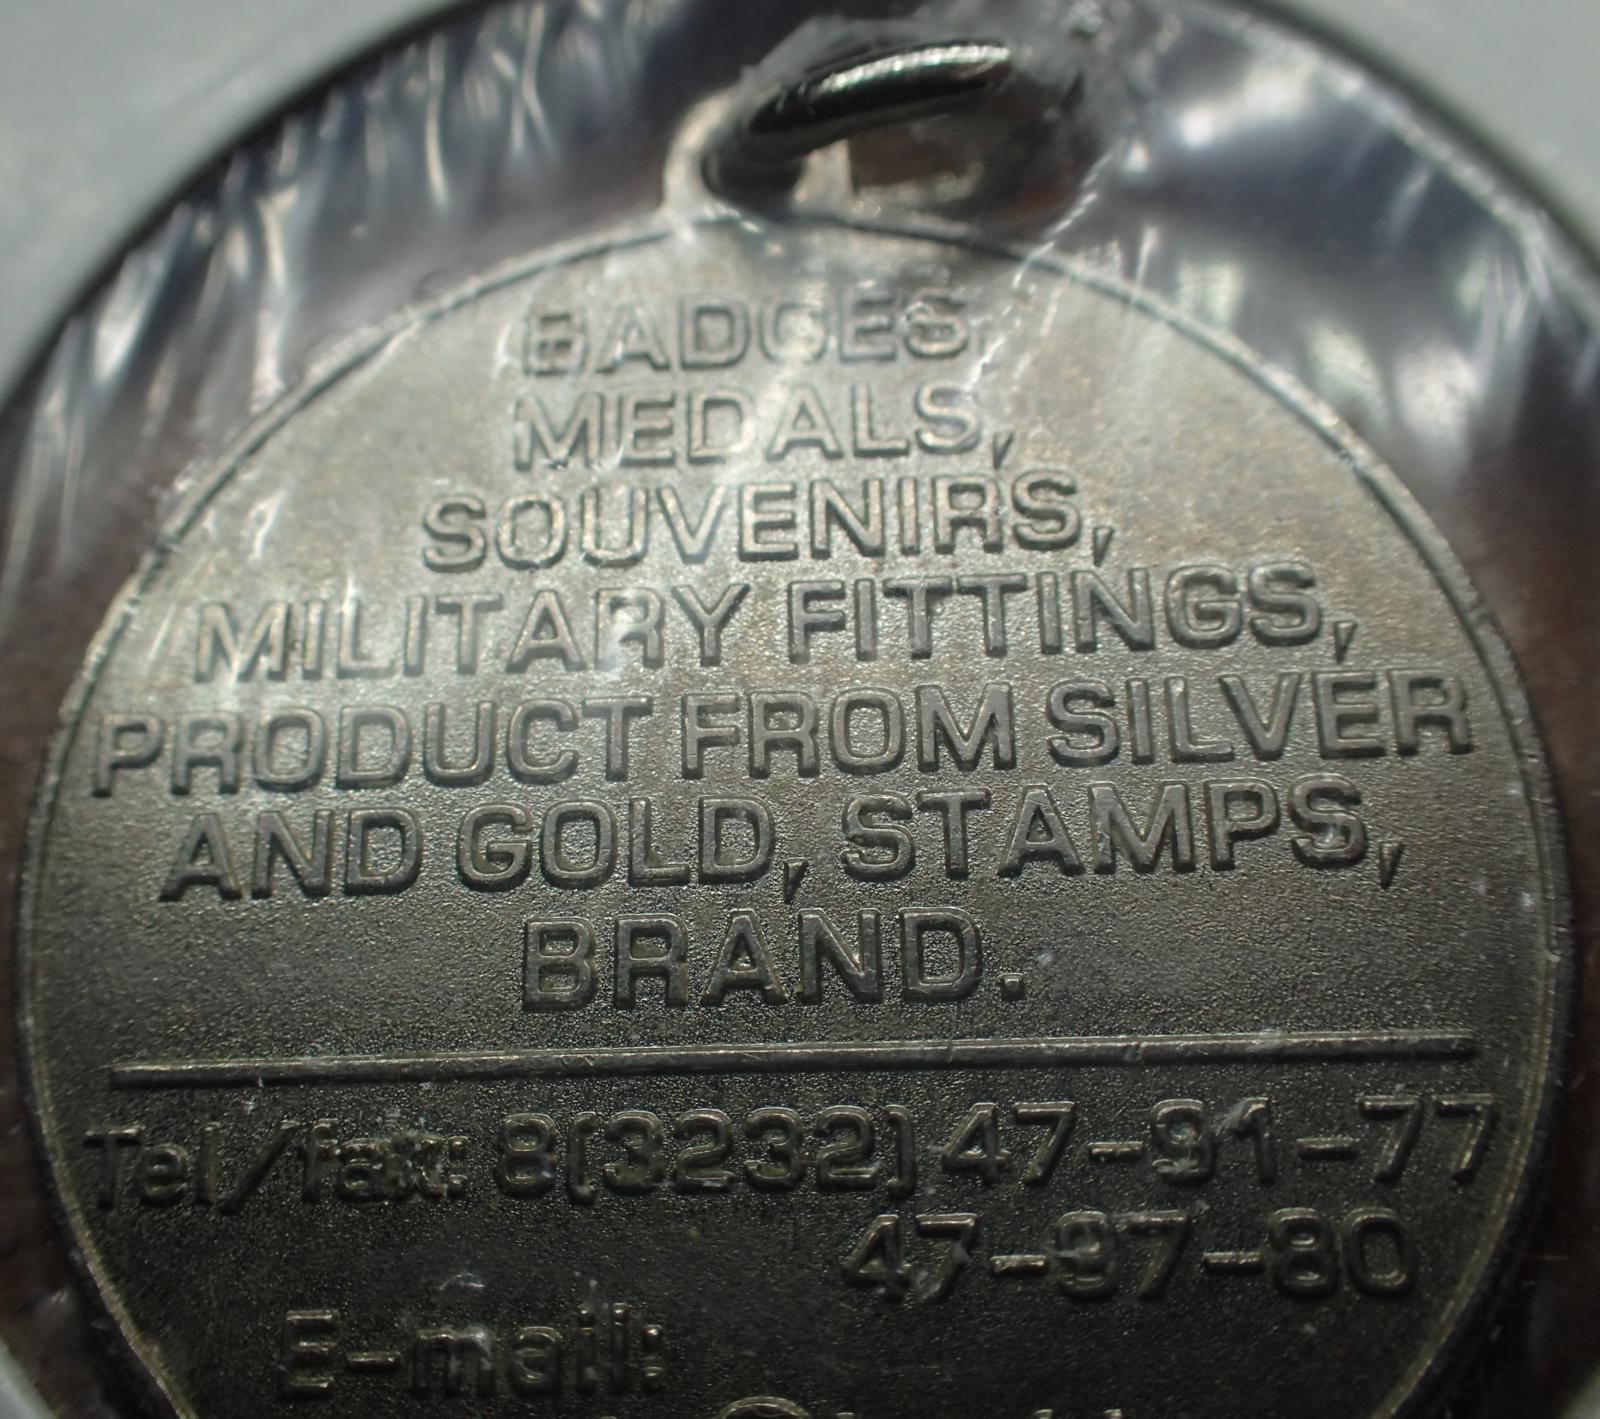 BADGES
MEDALS,
SOUVENIRS,
MILITARY FITTINGS,
PRODUCT FROM SILVER
AND GOLD, STAMPS,
BRAND.
Tel/fax: 8(3232)47-91-77
47-97-80
E-mail: